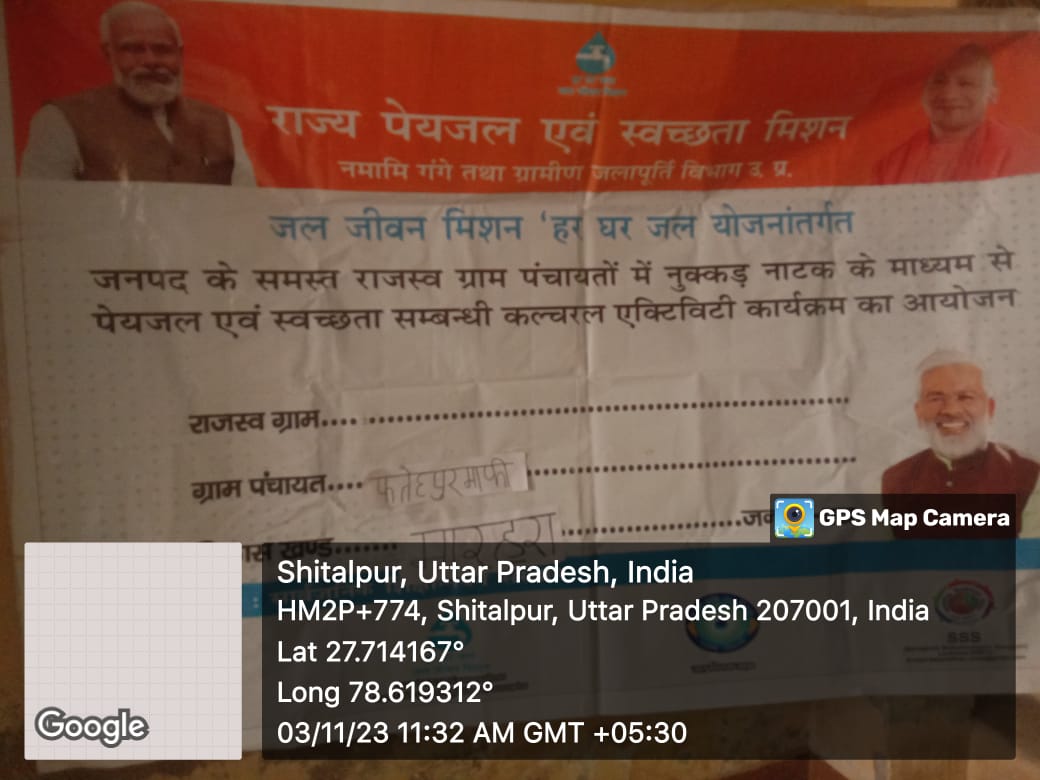 राज्य पेयजल एवं स्वच्छता मिशन
नमामि गंगे तथा ग्रामीण जलापूर्ति विभाग उ. प्र.
जल जीवन मिशन 'हर घर जल योजनांतर्गत
जनपद के समस्त राजस्व ग्राम पंचायतों में नुक्कड़ नाटक के माध्यम से
पेयजल एवं स्वच्छता सम्बन्धी कल्चरल एक्टिविटी कार्यक्रम का आयोजन
राजस्व ग्राम.... ..................................................
ग्राम पंचायत.... फतेहपुरमाफी ..................................
खण्ड....... मारहरा .......................
GPS Map Camera
Shitalpur, Uttar Pradesh, India
HM2P+774, Shitalpur, Uttar Pradesh 207001, India
Lat 27.714167°
Long 78.619312°
03/11/23 11:32 AM GMT +05:30
Google
SSS